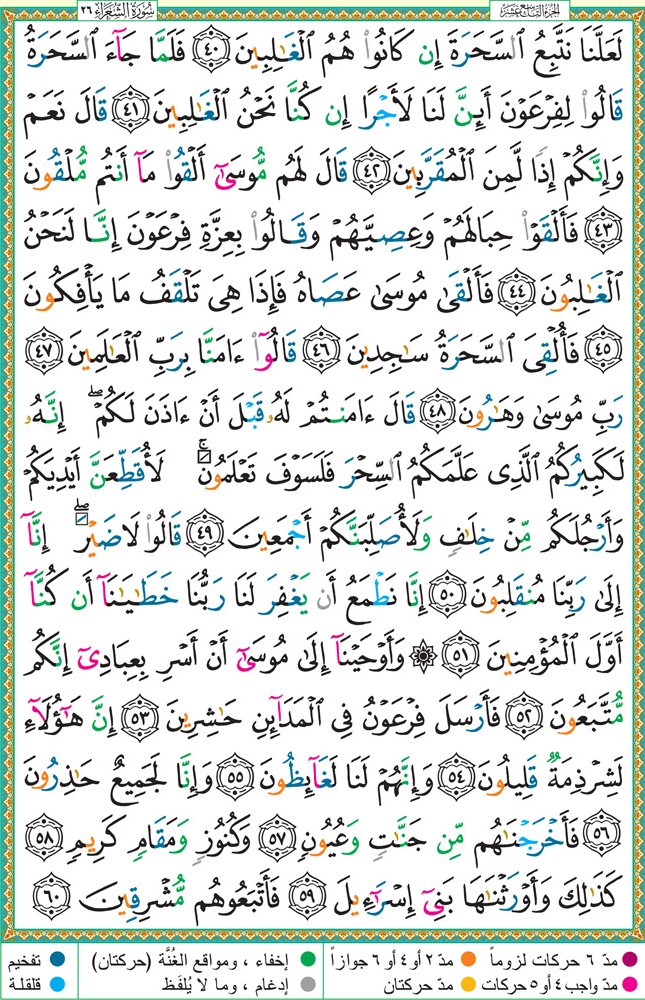 الجزء التاسع عشر
سُورَةُ الشُّعَرَاءِ ٢٦
لَعَلَّنَا نَتَّبِعُ ٱلسَّحَرَةَ إِن كَانُوا۟ هُمُ ٱلْغَـٰلِبِينَ ٤٠ فَلَمَّا جَآءَ ٱلسَّحَرَةُ
قَالُوا۟ لِفِرْعَوْنَ أَئِنَّ لَنَا لَأَجْرًا إِن كُنَّا نَحْنُ ٱلْغَـٰلِبِينَ ٤١ قَالَ نَعَمْ
وَإِنَّكُمْ إِذًا لَّمِنَ ٱلْمُقَرَّبِينَ ٤٢ قَالَ لَهُم مُّوسَىٰٓ أَلْقُوا۟ مَآ أَنتُم مُّلْقُونَ
٤٣ فَأَلْقَوْا۟ حِبَالَهُمْ وَعِصِيَّهُمْ وَقَالُوا۟ بِعِزَّةِ فِرْعَوْنَ إِنَّا لَنَحْنُ
ٱلْغَـٰلِبُونَ ٤٤ فَأَلْقَىٰ مُوسَىٰ عَصَاهُ فَإِذَا هِىَ تَلْقَفُ مَا يَأْفِكُونَ
٤٥ فَأُلْقِىَ ٱلسَّحَرَةُ سَـٰجِدِينَ ٤٦ قَالُوٓا۟ ءَامَنَّا بِرَبِّ ٱلْعَـٰلَمِينَ ٤٧
رَبِّ مُوسَىٰ وَهَـٰرُونَ ٤٨ قَالَ ءَامَنتُمْ لَهُۥ قَبْلَ أَنْ ءَاذَنَ لَكُمْ ۖ إِنَّهُۥ
لَكَبِيرُكُمُ ٱلَّذِى عَلَّمَكُمُ ٱلسِّحْرَ فَلَسَوْفَ تَعْلَمُونَ ۚ لَأُقَطِّعَنَّ أَيْدِيَكُمْ
وَأَرْجُلَكُم مِّنْ خِلَـٰفٍ وَلَأُصَلِّبَنَّكُمْ أَجْمَعِينَ ٤٩ قَالُوا۟ لَا ضَيْرَ ۖ إِنَّآ
إِلَىٰ رَبِّنَا مُنقَلِبُونَ ٥٠ إِنَّا نَطْمَعُ أَن يَغْفِرَ لَنَا رَبُّنَا خَطَـٰيَـٰنَآ أَن كُنَّآ
أَوَّلَ ٱلْمُؤْمِنِينَ ٥١ ۞ وَأَوْحَيْنَآ إِلَىٰ مُوسَىٰٓ أَنْ أَسْرِ بِعِبَادِىٓ إِنَّكُم
مُّتَّبَعُونَ ٥٢ فَأَرْسَلَ فِرْعَوْنُ فِى ٱلْمَدَآئِنِ حَـٰشِرِينَ ٥٣ إِنَّ هَـٰٓؤُلَآءِ
لَشِرْذِمَةٌ قَلِيلُونَ ٥٤ وَإِنَّهُمْ لَنَا لَغَآئِظُونَ ٥٥ وَإِنَّا لَجَمِيعٌ حَـٰذِرُونَ
٥٦ فَأَخْرَجْنَـٰهُم مِّن جَنَّـٰتٍ وَعُيُونٍ ٥٧ وَكُنُوزٍ وَمَقَامٍ كَرِيمٍ ٥٨
كَذَٰلِكَ وَأَوْرَثْنَـٰهَا بَنِىٓ إِسْرَٰٓءِيلَ ٥٩ فَأَتْبَعُوهُم مُّشْرِقِينَ ٦٠
مدّ ٦ حركات لزوماً
مدّ ٢ أو ٤ أو ٦ جوازاً
إخفاء ، ومواقع الغُنَّة (حركتان)
تفخيم
مدّ واجب ٤ أو ٥ حركات
مدّ حركتان
إدغام ، وما لا يُلفَظ
قلقلة